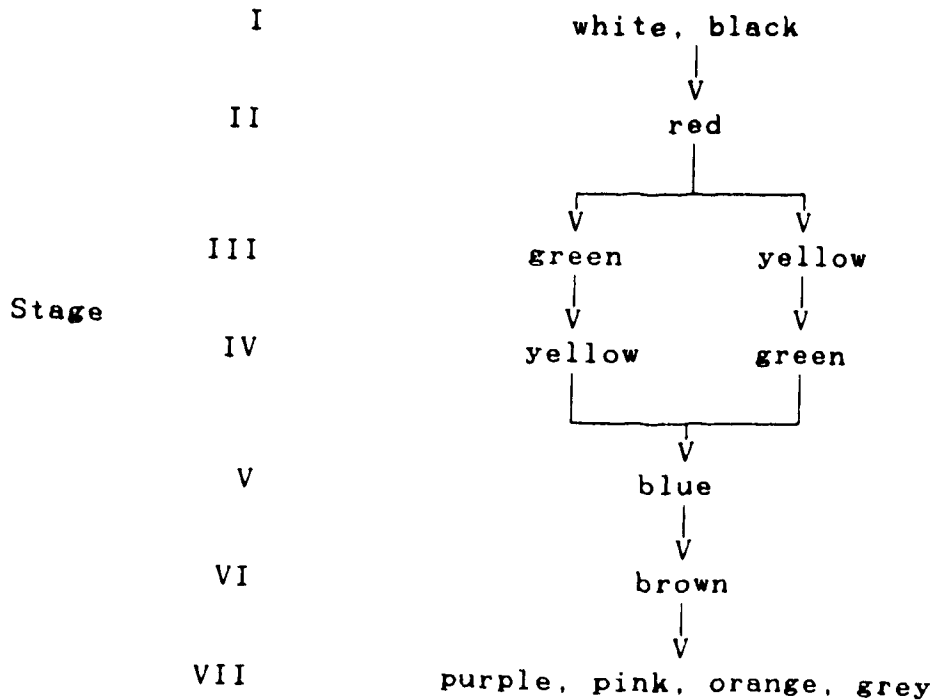 I white, black
II red
III green yellow
Stage
IV yellow green
V blue
VI brown
VII purple, pink, orange, grey